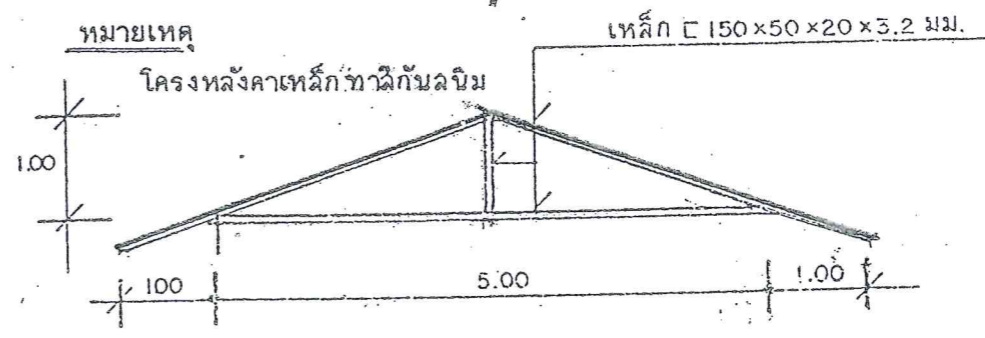 หมายเหตุ
เหล็ก ⊏ 150×50×20×3.2 มม.
โครงหลังคาเหล็กทาสีกันสนิม
1.00
100
5.00
1.00